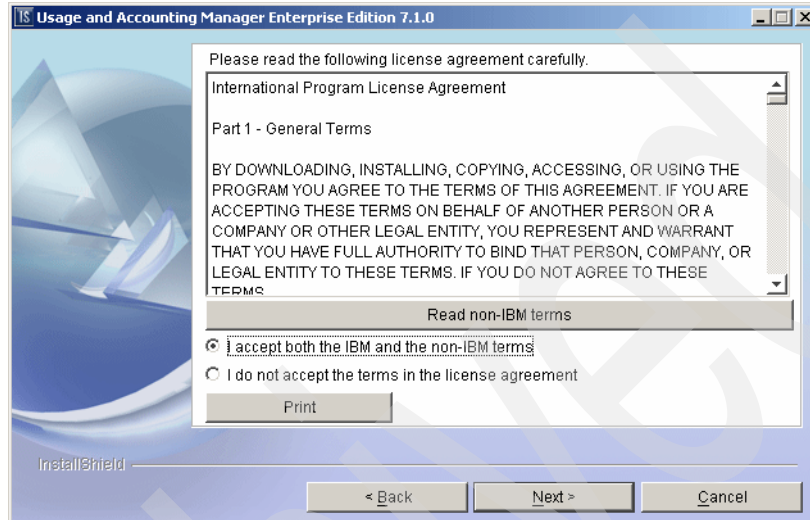 Usage and Accounting Manager Enterprise Edition 7.1.0
Please read the following license agreement carefully.
International Program License Agreement
Part 1 - General Terms
BY DOWNLOADING, INSTALLING, COPYING, ACCESSING, OR USING THE
PROGRAM YOU AGREE TO THE TERMS OF THIS AGREEMENT. IF YOU ARE
ACCEPTING THESE TERMS ON BEHALF OF ANOTHER PERSON OR A
COMPANY OR OTHER LEGAL ENTITY, YOU REPRESENT AND WARRANT
THAT YOU HAVE FULL AUTHORITY TO BIND THAT PERSON, COMPANY, OR
LEGAL ENTITY TO THESE TERMS. IF YOU DO NOT AGREE TO THESE
TERMS
Read non-IBM terms
I accept both the IBM and the non-IBM terms
I do not accept the terms in the license agreement
Print
InstallShield
< Back Next > Cancel